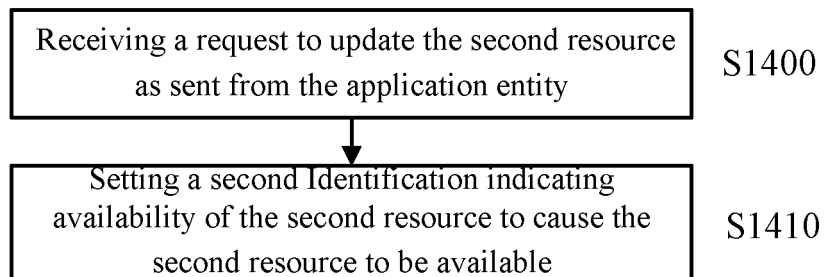 Receiving a request to update the second resource
as sent from the application entity
S1400
Setting a second Identification indicating
availability of the second resource to cause the
second resource to be available
S1410